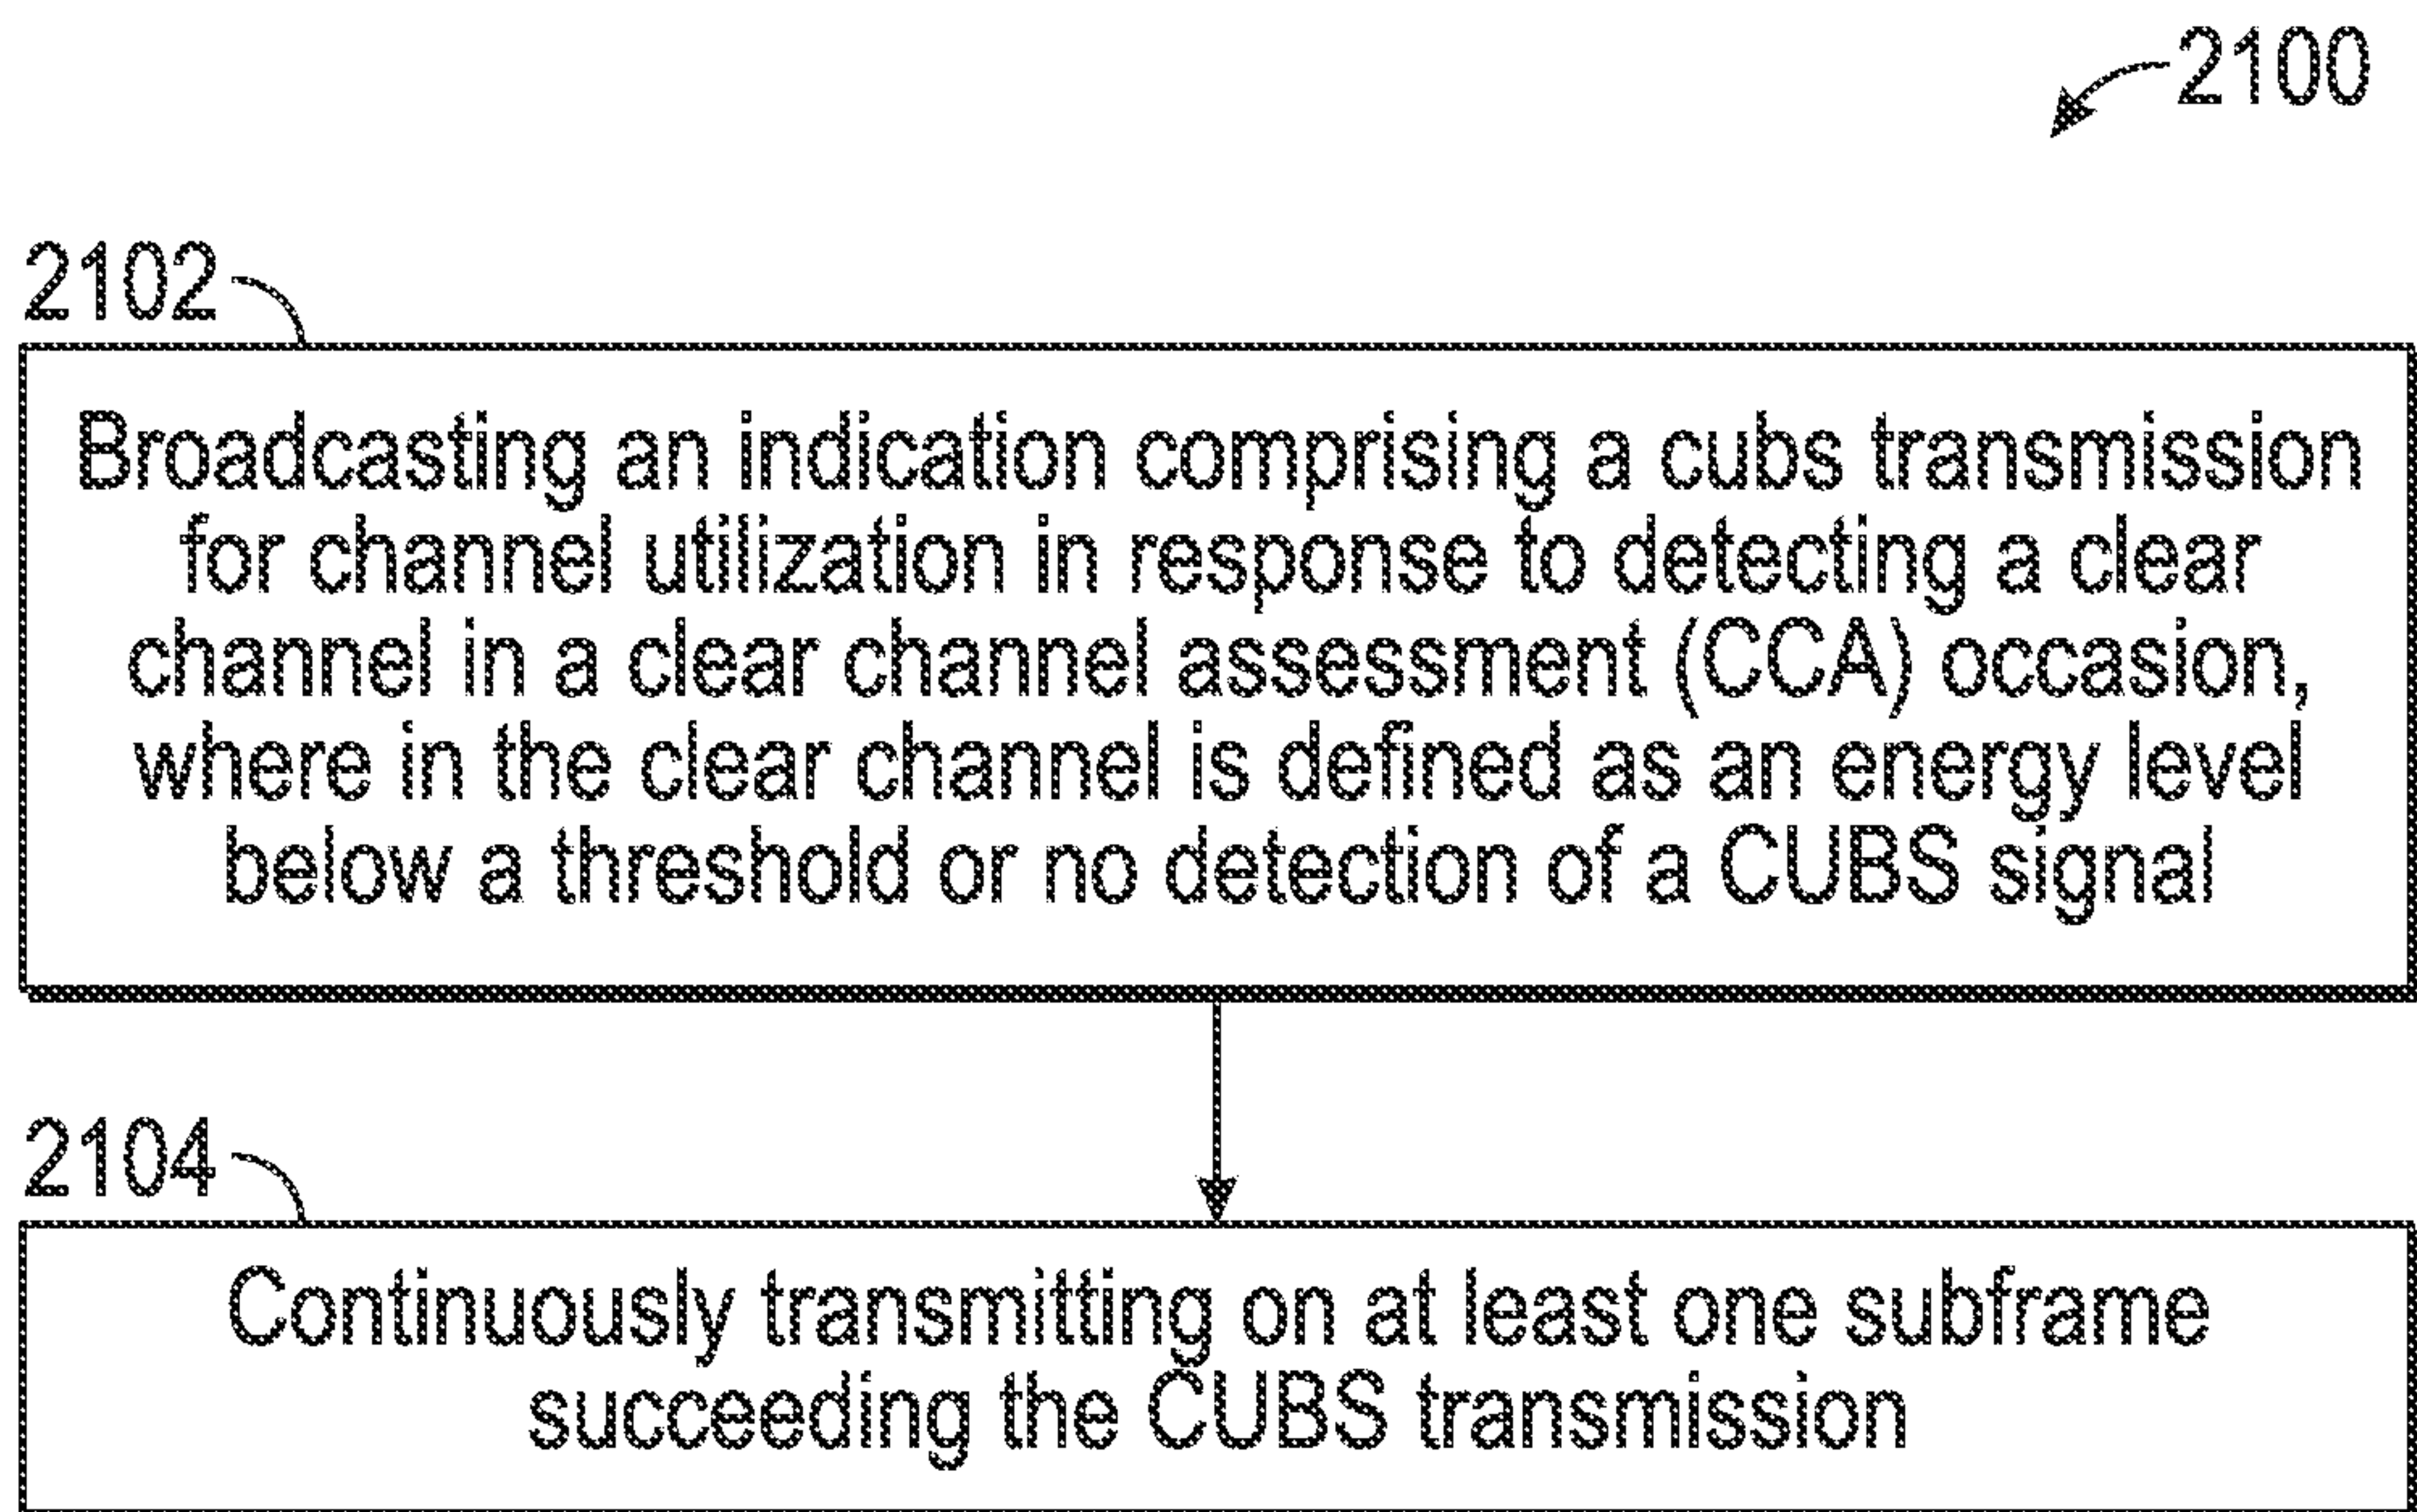 2100
2102
Broadcasting an indication comprising a cubs transmission
for channel utilization in response to detecting a clear
channel in a clear channel assessment (CCA) occasion,
where in the clear channel is defined as an energy level
below a threshold or no detection of a CUBS signal
2104
Continuously transmitting on at least one subframe
succeeding the CUBS transmission